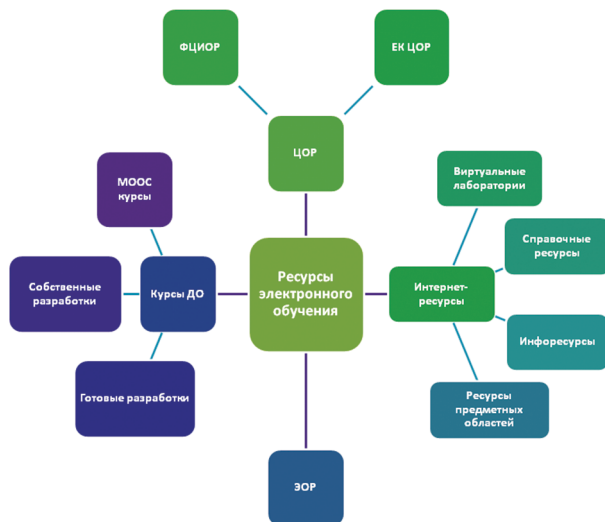 ФЦИОР
ЕК ЦОР
ЦОР
МООС
курсы
Виртуальные
лаборатории
Справочные
ресурсы
Собственные
разработки
Курсы ДО
Ресурсы
электронного
обучения
Интернет-
ресурсы
Инфоресурсы
Готовые разработки
Ресурсы
предметных
областей
ЭОР